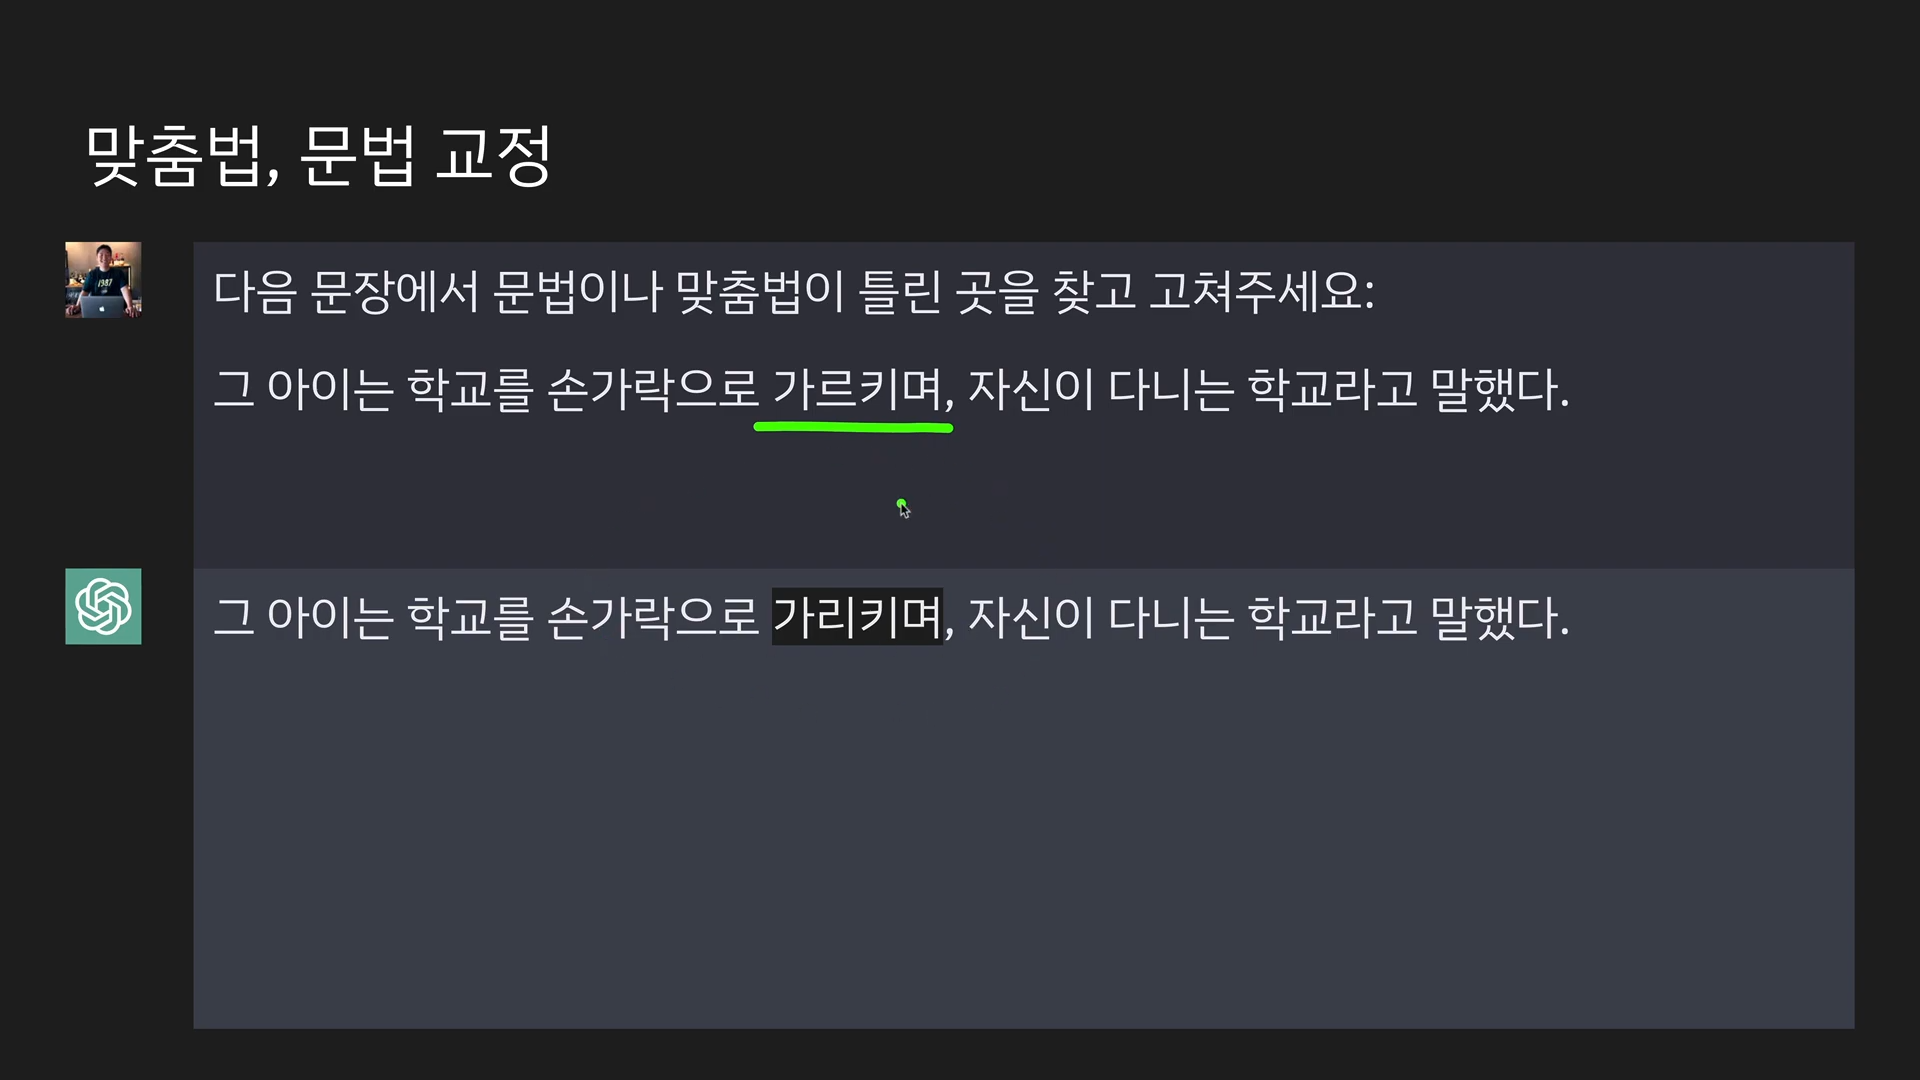 맞춤법, 문법 교정
다음 문장에서 문법이나 맞춤법이 틀린 곳을 찾고 고쳐주세요:
그 아이는 학교를 손가락으로 가르키며, 자신이 다니는 학교라고 말했다.
그 아이는 학교를 손가락으로 가리키며, 자신이 다니는 학교라고 말했다.